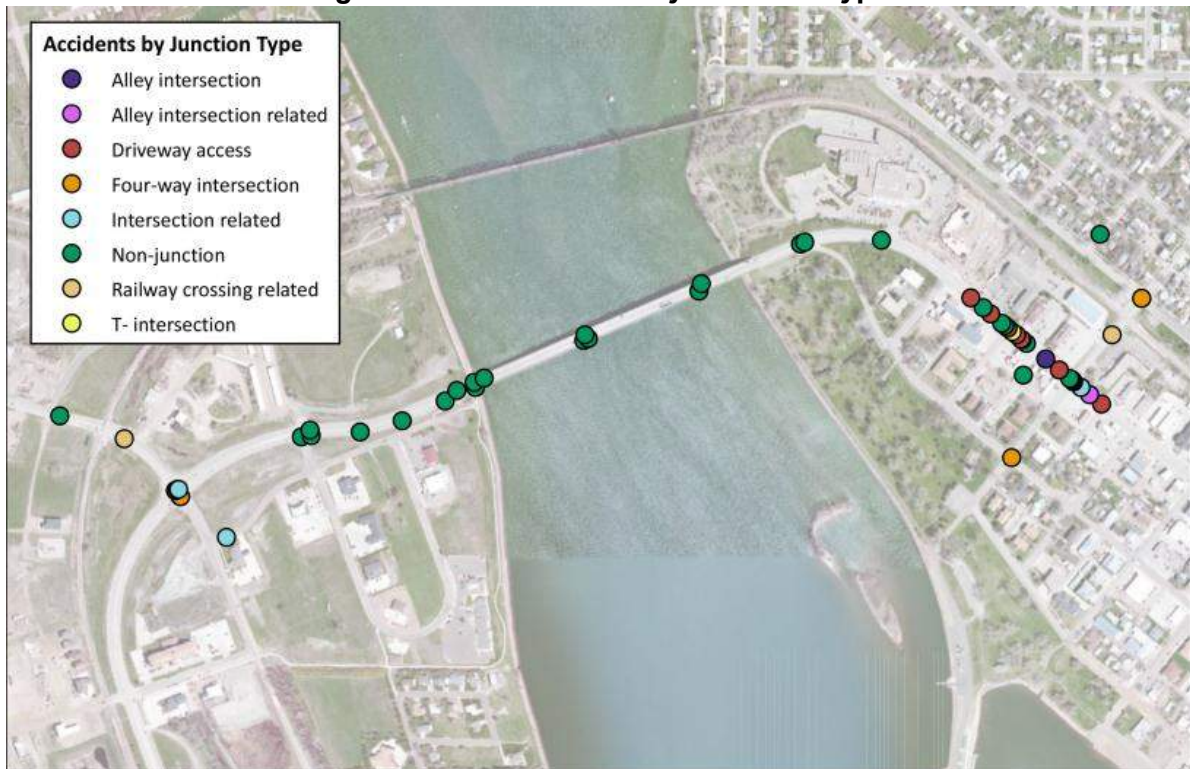 Accidents by Junction Type
Alley intersection
Alley intersection related
Driveway access
Four-way intersection
Intersection related
Non-junction
Railway crossing related
T- intersection